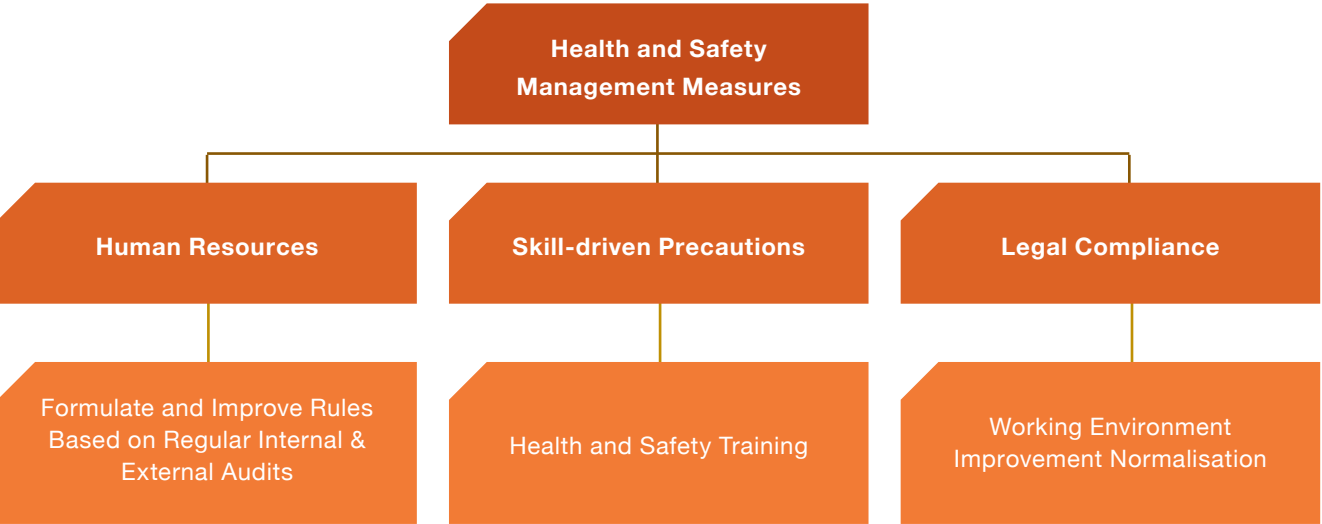 Health and Safety
Management Measures
Human Resources
Skill-driven Precautions
Legal Compliance
Formulate and Improve Rules
Based on Regular Internal &
External Audits
Health and Safety Training
Working Environment
Improvement Normalisation